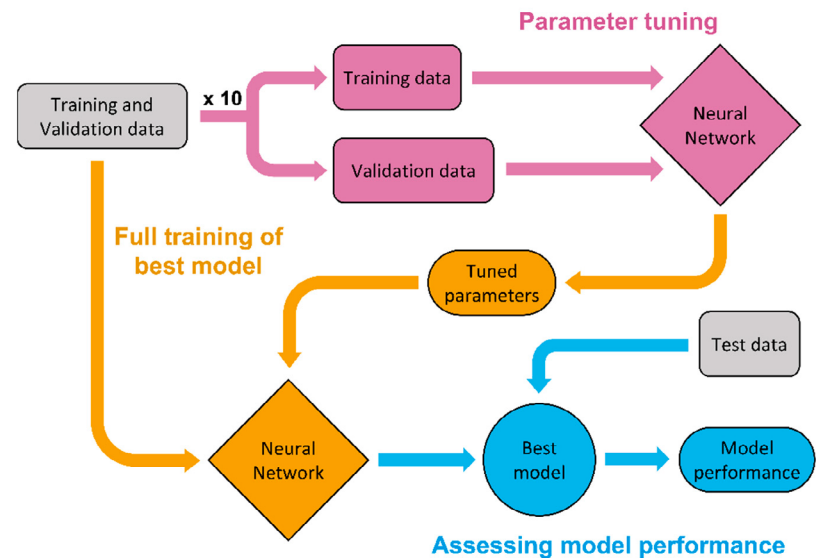 Parameter tuning
Training and
Validation data
x 10
Training data
Validation data
Neural
Network
Full training of
best model
Tuned
parameters
Test data
Neural
Network
Best
model
Model
performance
Assessing model performance